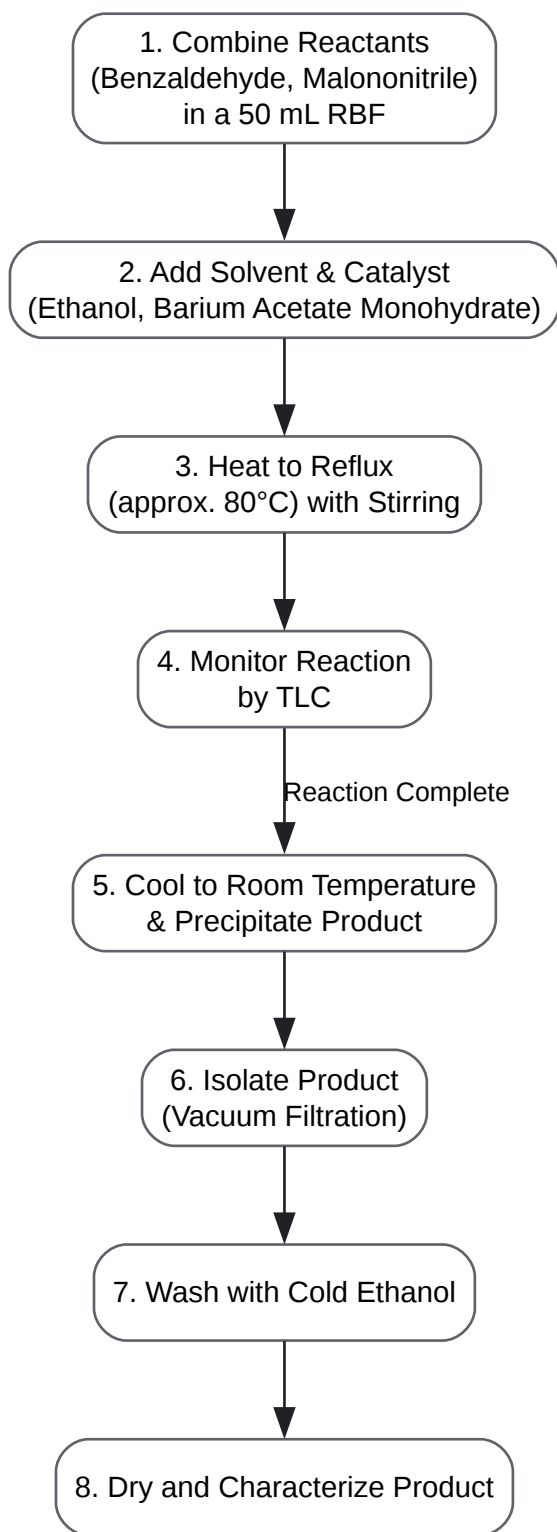 1. Combine Reactants
(Benzaldehyde, Malononitrile)
in a 50 mL RBF
2. Add Solvent & Catalyst
(Ethanol, Barium Acetate Monohydrate)
3. Heat to Reflux
(approx. 80°C) with Stirring
4. Monitor Reaction
by TLC
Reaction Complete
5. Cool to Room Temperature
& Precipitate Product
6. Isolate Product
(Vacuum Filtration)
7. Wash with Cold Ethanol
8. Dry and Characterize Product